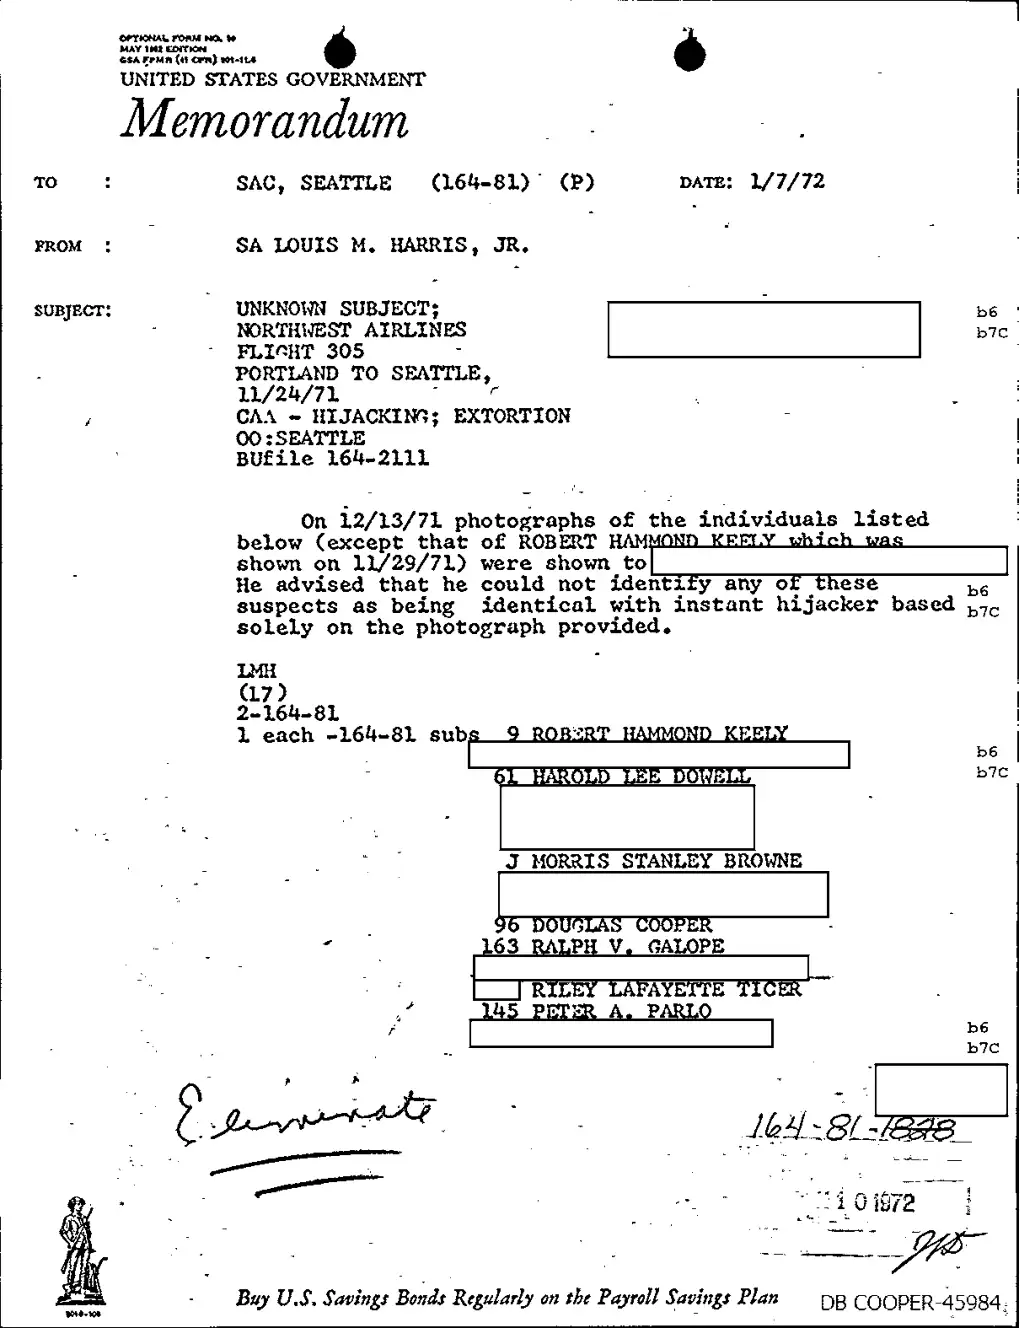 OPTIONAL FORM NO. 10
MAY 1962 EDITION
GSA FPMR (41 CFR) 101-11.6
UNITED STATES GOVERNMENT
Memorandum
TO : SAC, SEATTLE (164-81) (P) DATE: 1/7/72
FROM : SA LOUIS M. HARRIS, JR.
SUBJECT: UNKNOWN SUBJECT;
b6
NORTHWEST AIRLINES
b7C
FLIGHT 305
PORTLAND TO SEATTLE,
11/24/71
CAA - HIJACKING; EXTORTION
OO:SEATTLE
BUfile 164-2111
On 12/13/71 photographs of the individuals listed
below (except that of ROBERT HAMMOND KEELY which was
shown on 11/29/71) were shown to
He advised that he could not identify any of these
b6
suspects as being identical with instant hijacker based
b7C
solely on the photograph provided.
LMH
(17)
2-164-81
1 each -164-81 subs 9 ROBERT HAMMOND KEELY
b6
b7C
61 HAROLD LEE DOWELL
J MORRIS STANLEY BROWNE
96 DOUGLAS COOPER
163 RALPH V. GALOPE
RILEY LAFAYETTE TICER
145 PETER A. PARLO
b6
b7C
Eliminate
164-81-1828
10 1972
Buy U.S. Savings Bonds Regularly on the Payroll Savings Plan
DB COOPER-45984